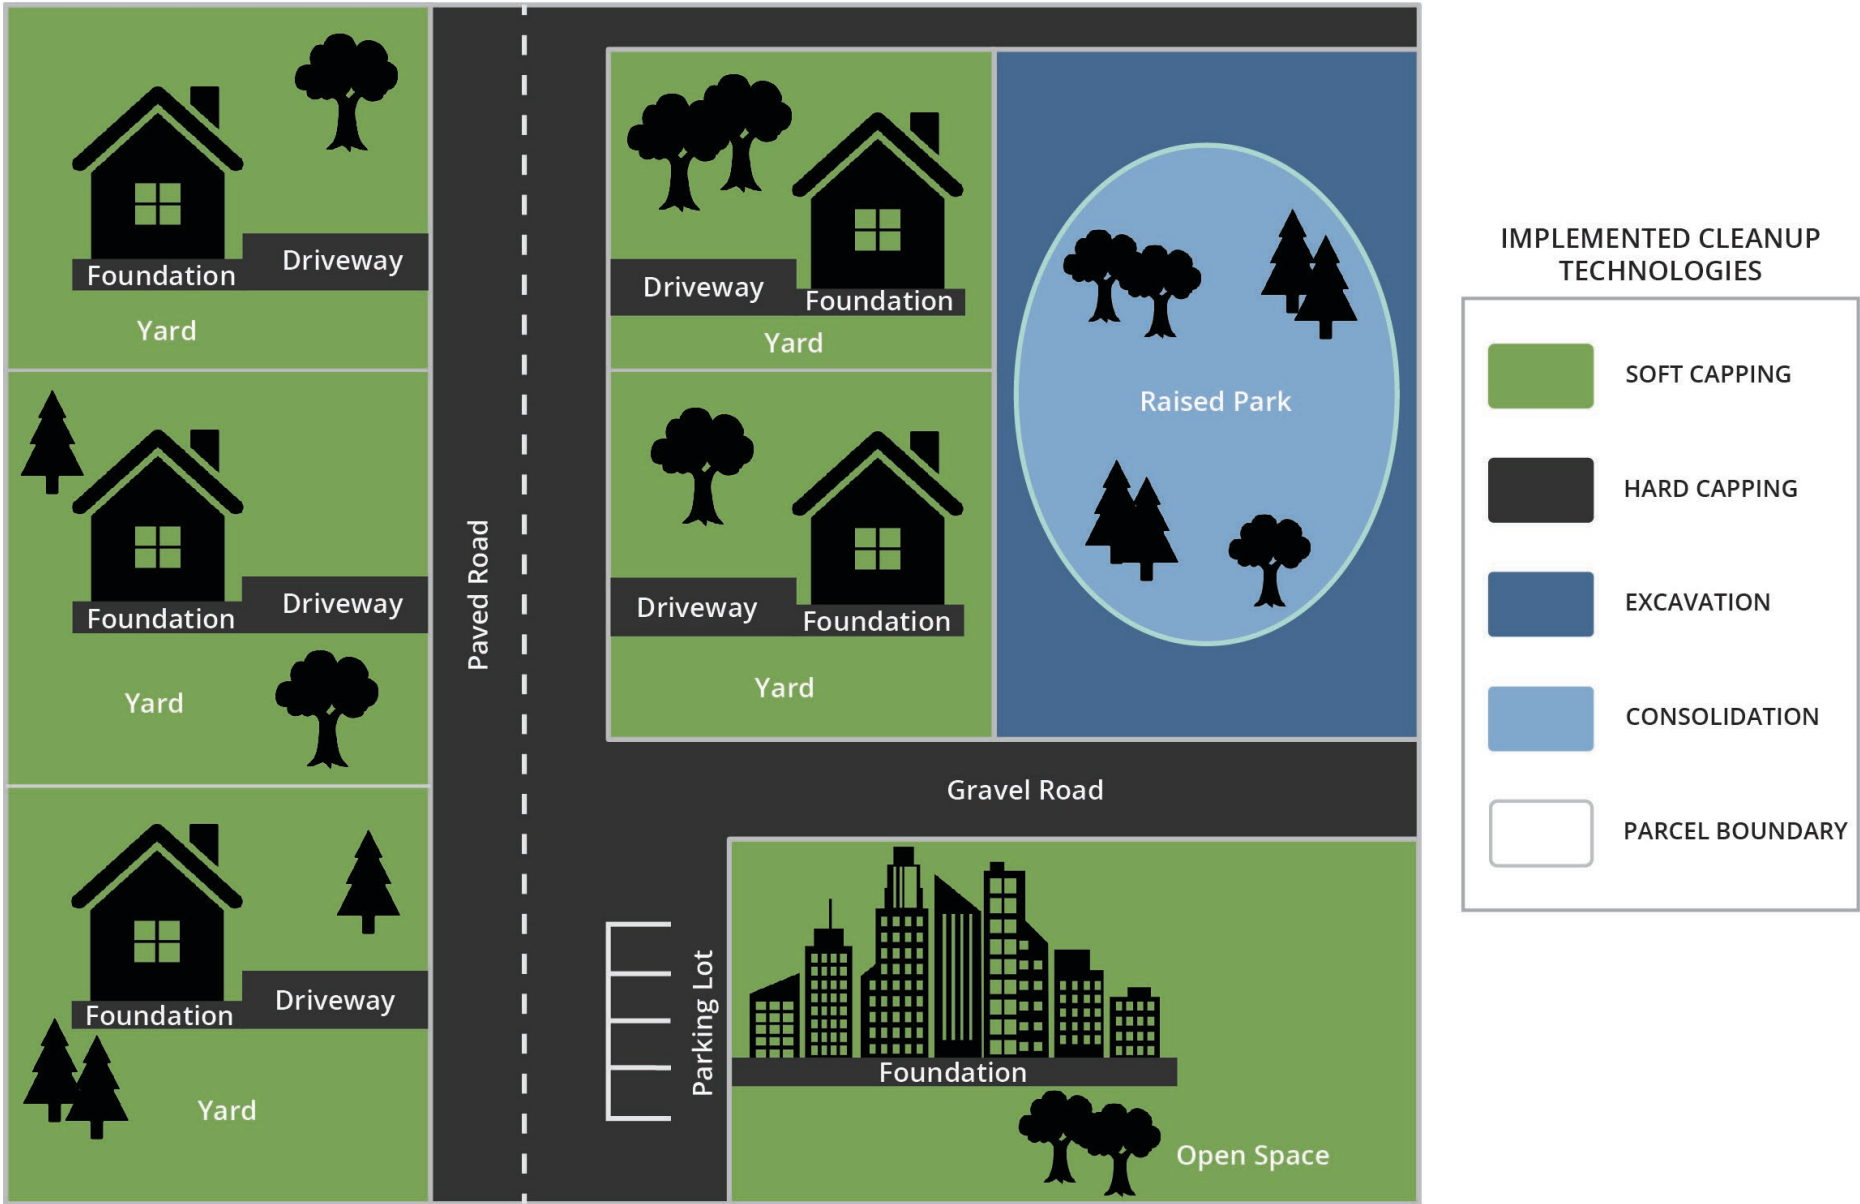 Foundation
Driveway
Yard
Foundation
Driveway
Yard
Foundation
Driveway
Yard
Paved Road
Driveway
Foundation
Yard
Driveway
Foundation
Yard
Raised Park
Gravel Road
Parking Lot
Foundation
Open Space
IMPLEMENTED CLEANUP
TECHNOLOGIES
SOFT CAPPING
HARD CAPPING
EXCAVATION
CONSOLIDATION
PARCEL BOUNDARY